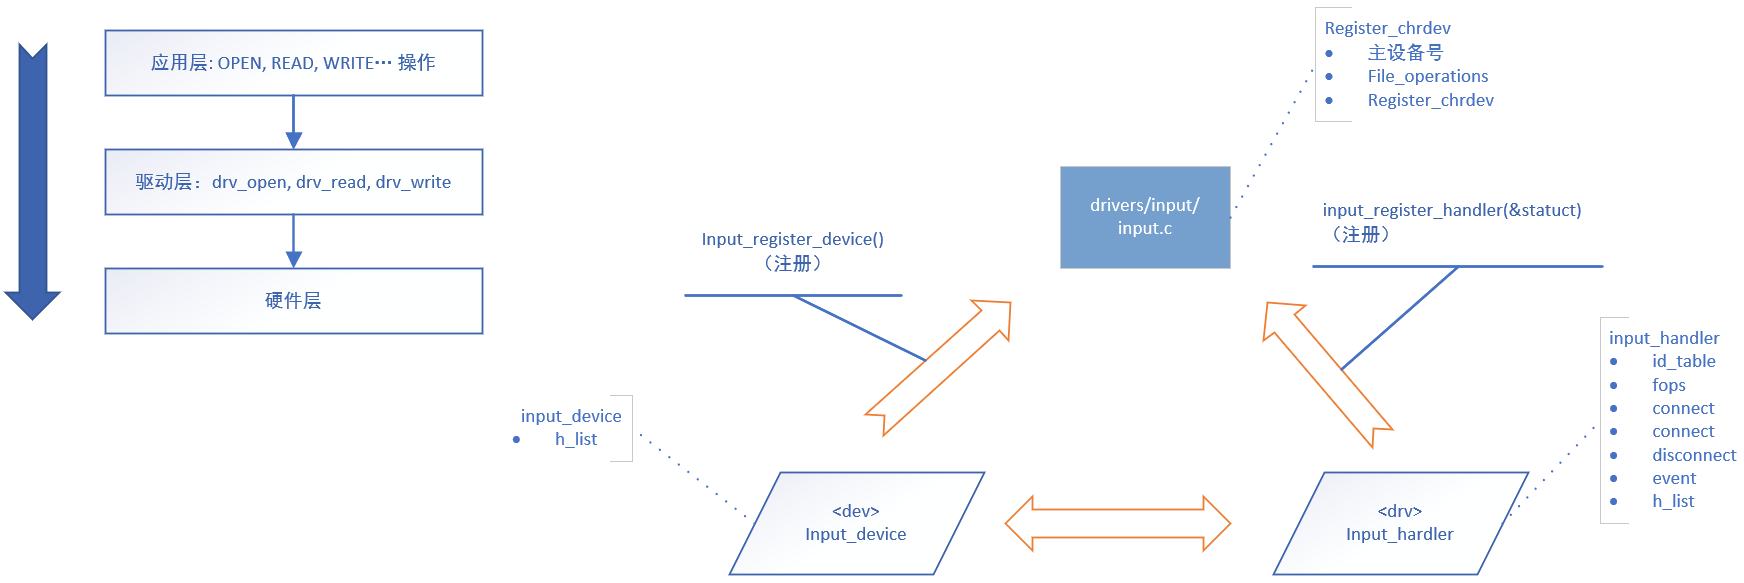 应用层: OPEN, READ, WRITE… 操作
驱动层：drv_open, drv_read, drv_write
硬件层
Register_chrdev
● 主设备号
● File_operations
● Register_chrdev
drivers/input/
input.c
Input_register_device()
（注册）
input_register_handler(&statuct)
（注册）
input_device
● h_list
input_handler
● id_table
● fops
● connect
● connect
● disconnect
● event
● h_list
<dev>
Input_device
<drv>
Input_hardler